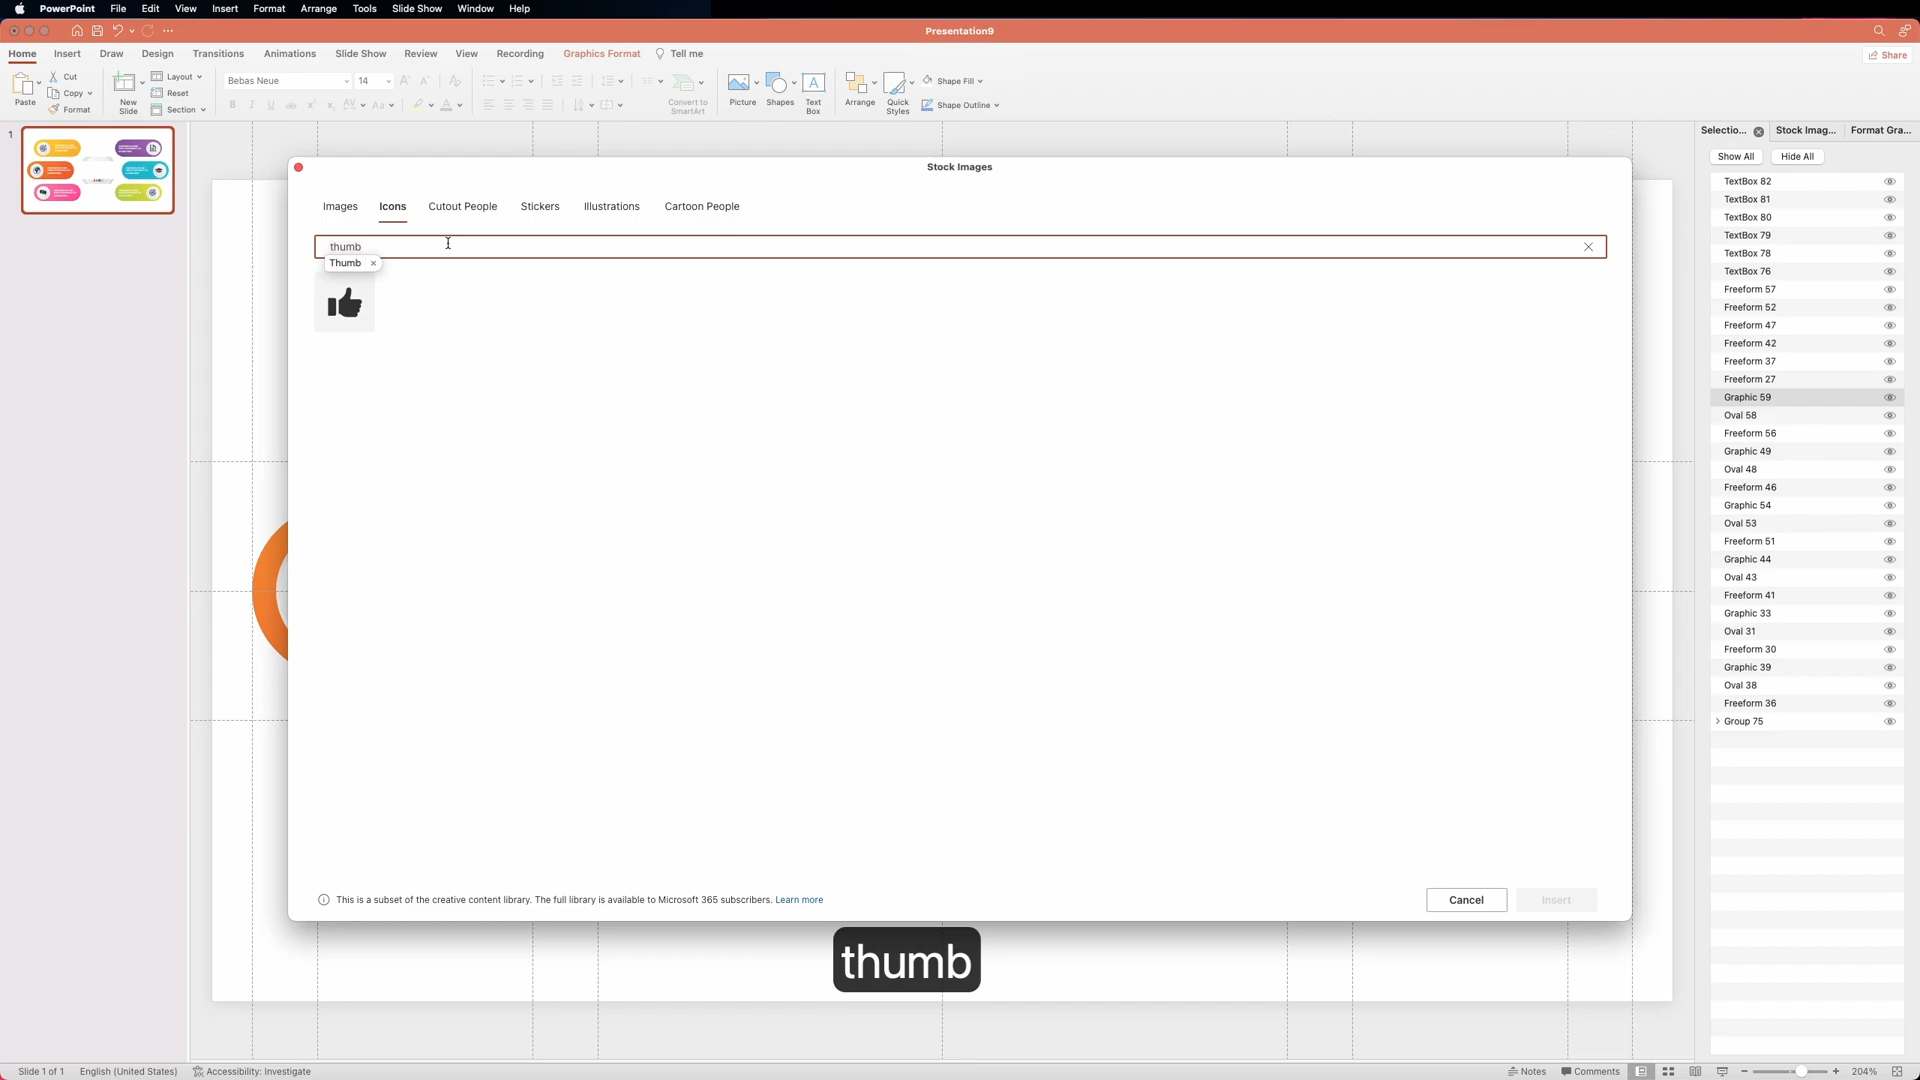 PowerPoint File Edit View Insert Format Arrange Tools Slide Show Window Help
Presentation9
Home Insert Draw Design Transitions Animations Slide Show Review View Recording Graphics Format Tell me Share
Paste Cut Copy Format
New Slide Layout Reset Section
Bebas Neue 14
Convert to SmartArt
Picture Shapes Text Box
Arrange Quick Styles Shape Fill Shape Outline
1
Stock Images
Images Icons Cutout People Stickers Illustrations Cartoon People
thumb
Thumb
This is a subset of the creative content library. The full library is available to Microsoft 365 subscribers. Learn more
Cancel Insert
thumb
Selectio... Stock Imag... Format Gra...
Show All Hide All
TextBox 82
TextBox 81
TextBox 80
TextBox 79
TextBox 78
TextBox 76
Freeform 57
Freeform 52
Freeform 47
Freeform 42
Freeform 37
Freeform 27
Graphic 59
Oval 58
Freeform 56
Graphic 49
Oval 48
Freeform 46
Graphic 54
Oval 53
Freeform 51
Graphic 44
Oval 43
Freeform 41
Graphic 33
Oval 31
Freeform 30
Graphic 39
Oval 38
Freeform 36
Group 75
Slide 1 of 1 English (United States) Accessibility: Investigate Notes Comments 204%